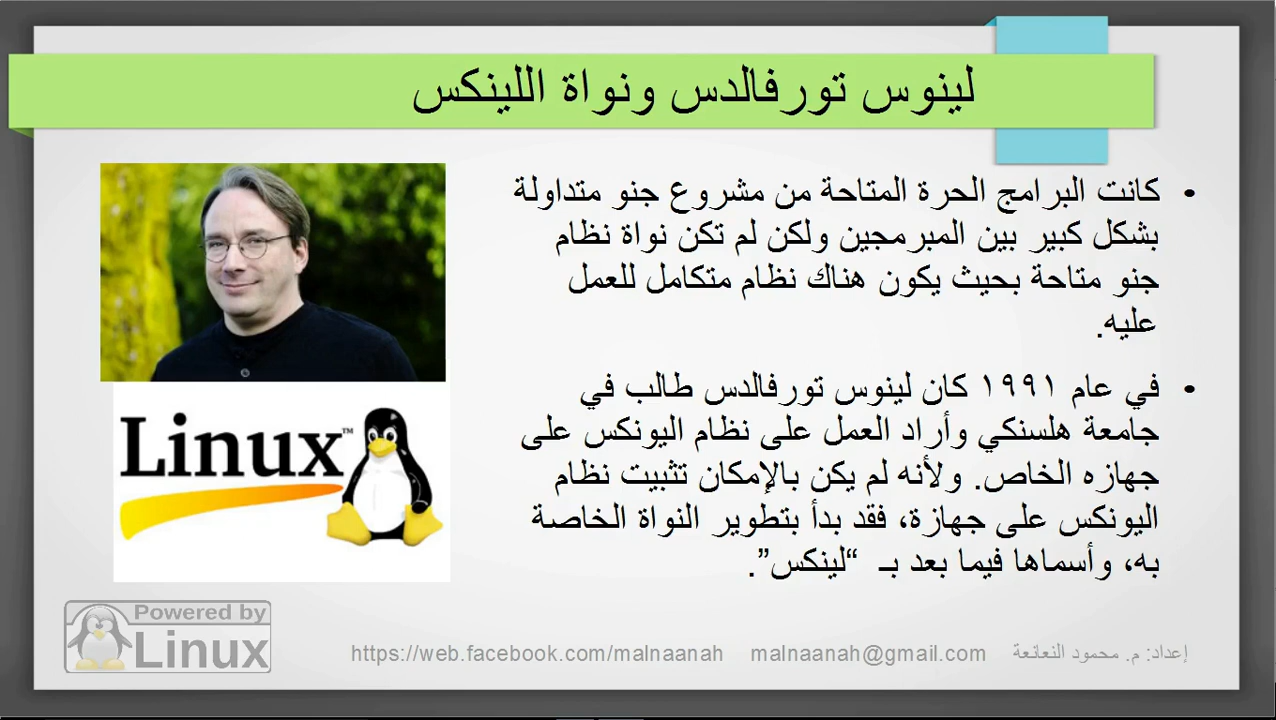 لينوس تورفالدس ونواة اللينكس
• كانت البرامج الحرة المتاحة من مشروع جنو متداولة
بشكل كبير بين المبرمجين ولكن لم تكن نواة نظام
جنو متاحة بحيث يكون هناك نظام متكامل للعمل
عليه.
• في عام ١٩٩١ كان لينوس تورفالدس طالب في
جامعة هلسنكي وأراد العمل على نظام اليونكس على
جهازه الخاص. ولأنه لم يكن بالإمكان تثبيت نظام
اليونكس على جهازة، فقد بدأ بتطوير النواة الخاصة
به، وأسماها فيما بعد بـ “لينكس”.
Linux™
Powered by
Linux
https://web.facebook.com/malnaanah malnaanah@gmail.com إعداد: م. محمود النعانعة